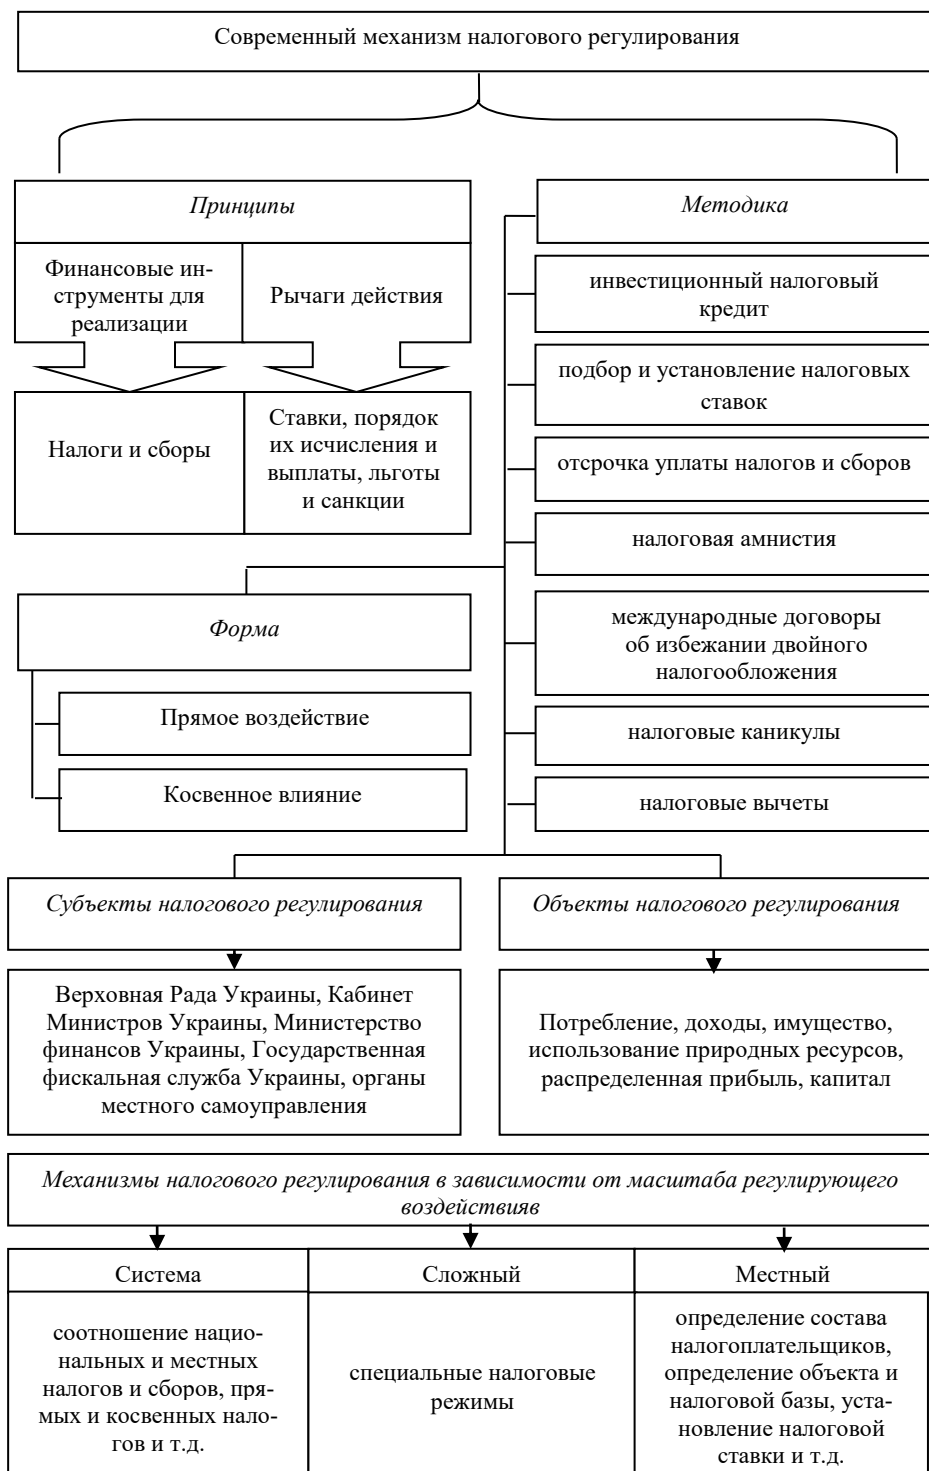 Современный механизм налогового регулирования
Принципы
Финансовые ин-
струменты для
реализации
Рычаги действия
Налоги и сборы
Ставки, порядок
их исчисления и
выплаты, льготы
и санкции
Методика
инвестиционный налоговый
кредит
подбор и установление налоговых
ставок
отсрочка уплаты налогов и сборов
налоговая амнистия
международные договоры
об избежании двойного
налогообложения
налоговые каникулы
налоговые вычеты
Форма
Прямое воздействие
Косвенное влияние
Субъекты налогового регулирования
Верховная Рада Украины, Кабинет
Министров Украины, Министерство
финансов Украины, Государственная
фискальная служба Украины, органы
местного самоуправления
Объекты налогового регулирования
Потребление, доходы, имущество,
использование природных ресурсов,
распределенная прибыль, капитал
Механизмы налогового регулирования в зависимости от масштаба регулирующего
воздействияв
Система
соотношение нацио-
нальных и местных
налогов и сборов, пря-
мых и косвенных нало-
гов и т.д.
Сложный
специальные налоговые
режимы
Местный
определение состава
налогоплательщиков,
определение объекта и
налоговой базы, уста-
новление налоговой
ставки и т.д.